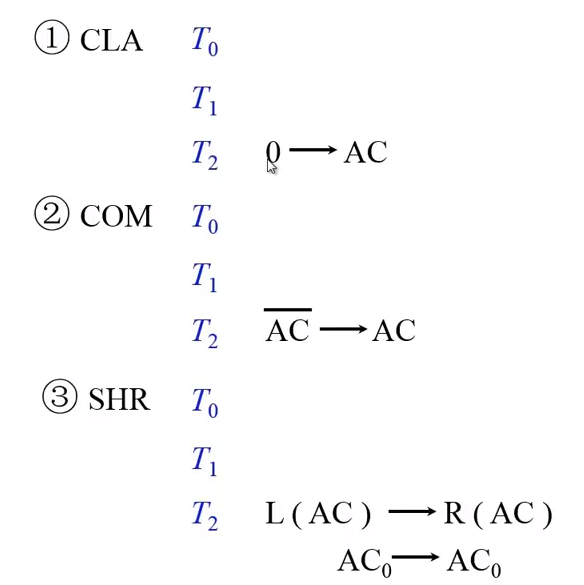 ① CLA T₀
T₁
T₂ 0 → AC
② COM T₀
T₁
T₂ A̅C̅ → AC
③ SHR T₀
T₁
T₂ L ( AC ) → R ( AC )
AC₀ → AC₀